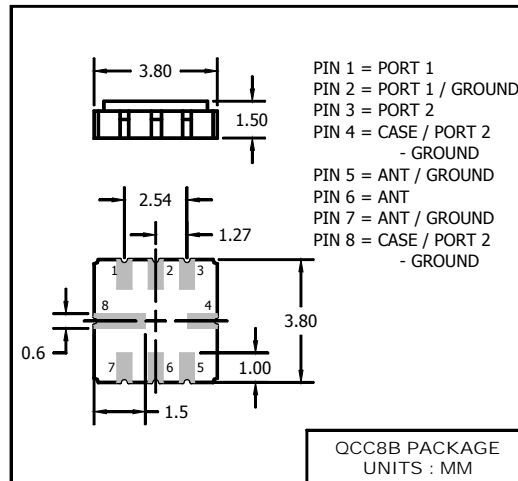 3.80
1.50
PIN 1 = PORT 1
PIN 2 = PORT 1 / GROUND
PIN 3 = PORT 2
PIN 4 = CASE / PORT 2
- GROUND
PIN 5 = ANT / GROUND
PIN 6 = ANT
PIN 7 = ANT / GROUND
PIN 8 = CASE / PORT 2
- GROUND
2.54
1.27
1
2
3
8
4
7
6
5
0.6
3.80
1.00
1.5
QCC8B PACKAGE
UNITS : MM